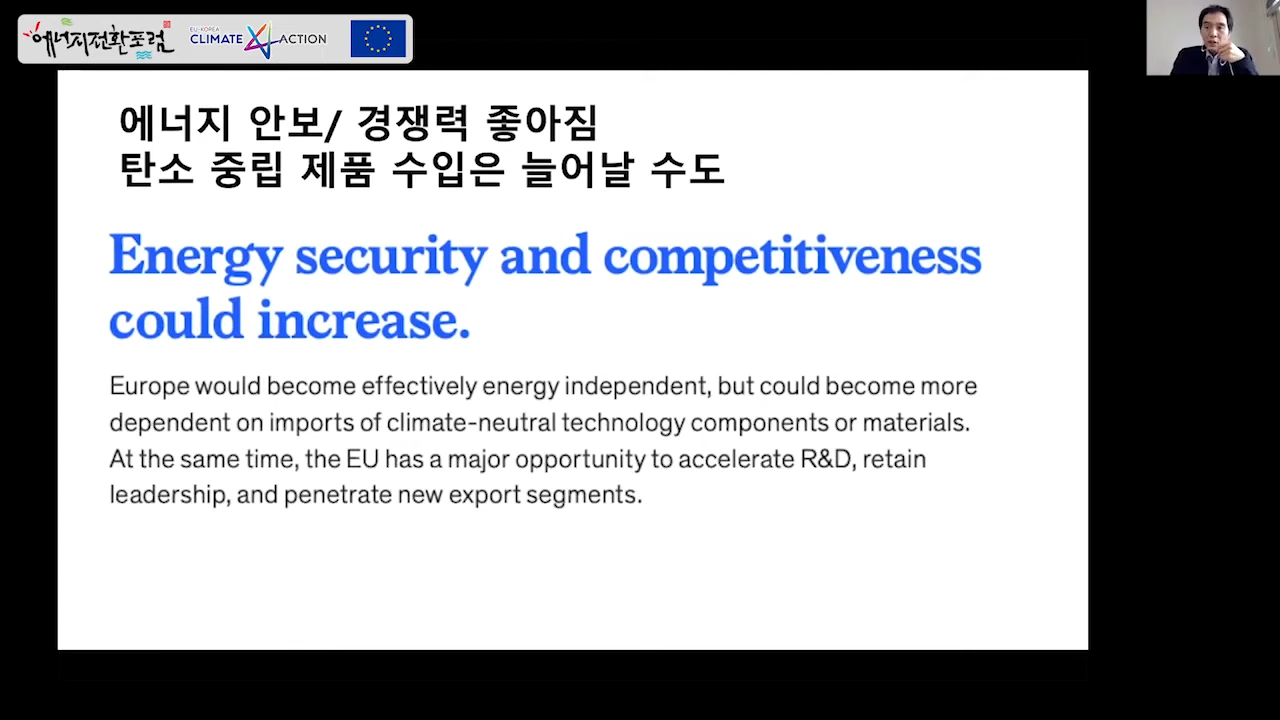 에너지전환포럼
EU-KOREA
CLIMATE ACTION
에너지 안보/ 경쟁력 좋아짐
탄소 중립 제품 수입은 늘어날 수도
Energy security and competitiveness
could increase.
Europe would become effectively energy independent, but could become more
dependent on imports of climate-neutral technology components or materials.
At the same time, the EU has a major opportunity to accelerate R&D, retain
leadership, and penetrate new export segments.